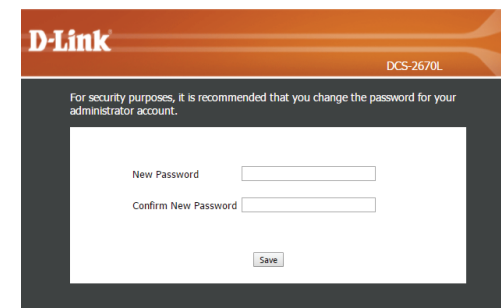 D-Link
DCS-2670L
For security purposes, it is recommended that you change the password for your
administrator account.
New Password
Confirm New Password
Save